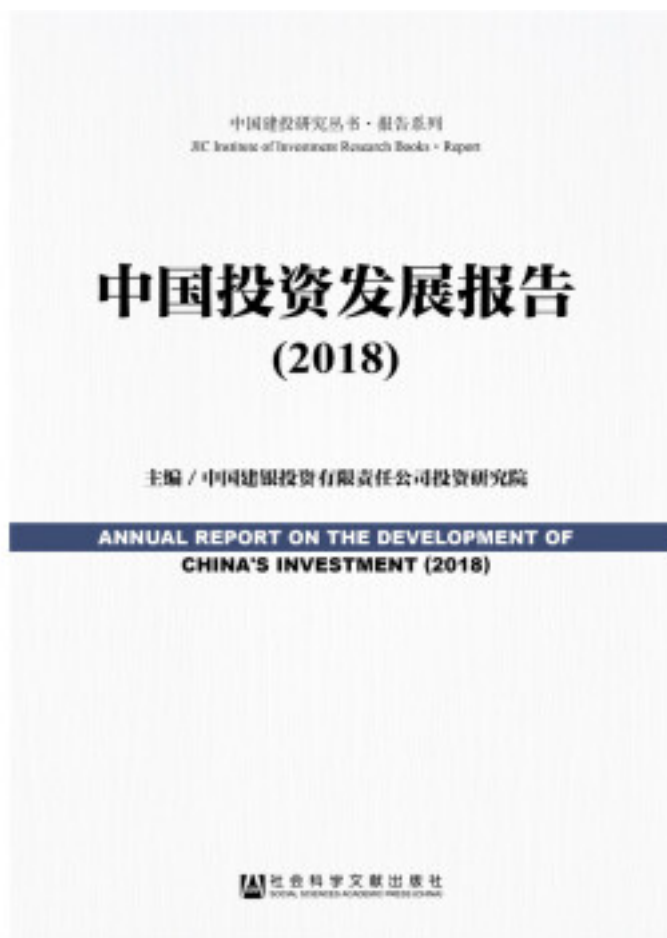 中国建投研究丛书·报告系列
JIC Institute of Investment Research Books · Report
中国投资发展报告
(2018)
主编 / 中国建银投资有限责任公司投资研究院
ANNUAL REPORT ON THE DEVELOPMENT OF
CHINA'S INVESTMENT (2018)
社会科学文献出版社
SOCIAL SCIENCES ACADEMIC PRESS (CHINA)